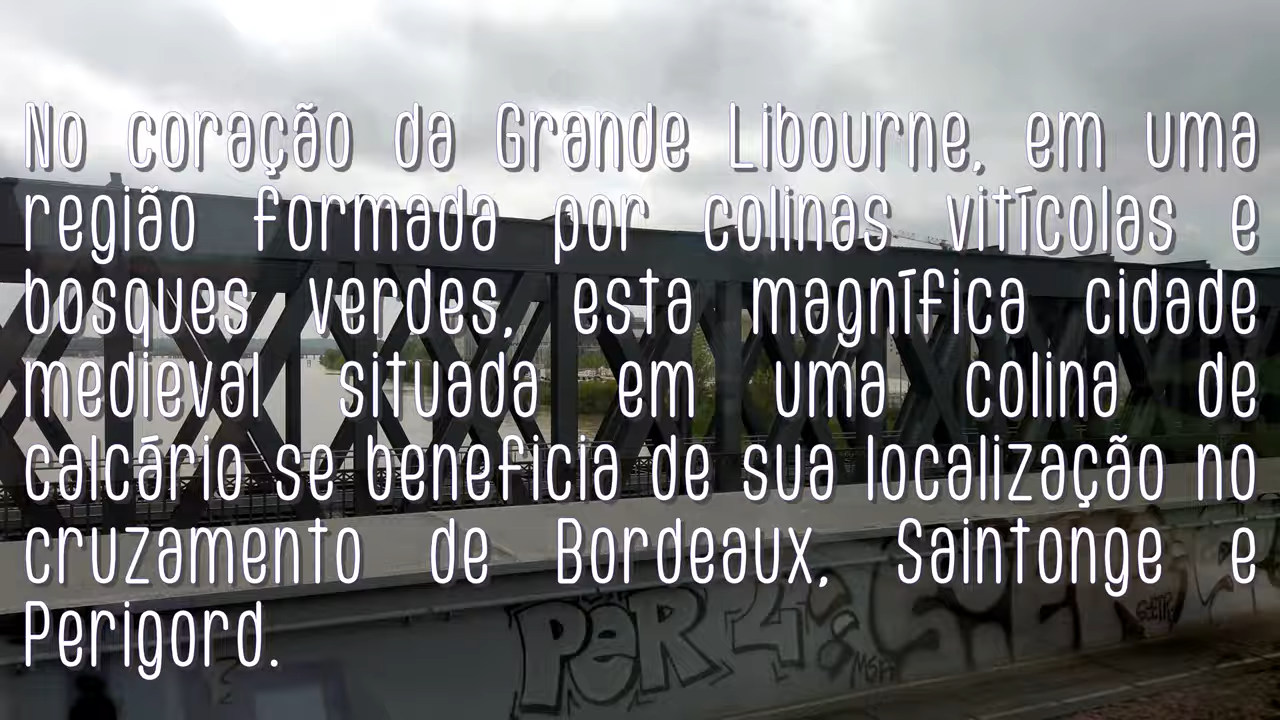 No coração da Grande Libourne, em uma
região formada por colinas vitícolas e
bosques verdes, esta magnífica cidade
medieval situada em uma colina de
calcário se beneficia de sua localização no
cruzamento de Bordeaux, Saintonge e
Perigord.
PëR